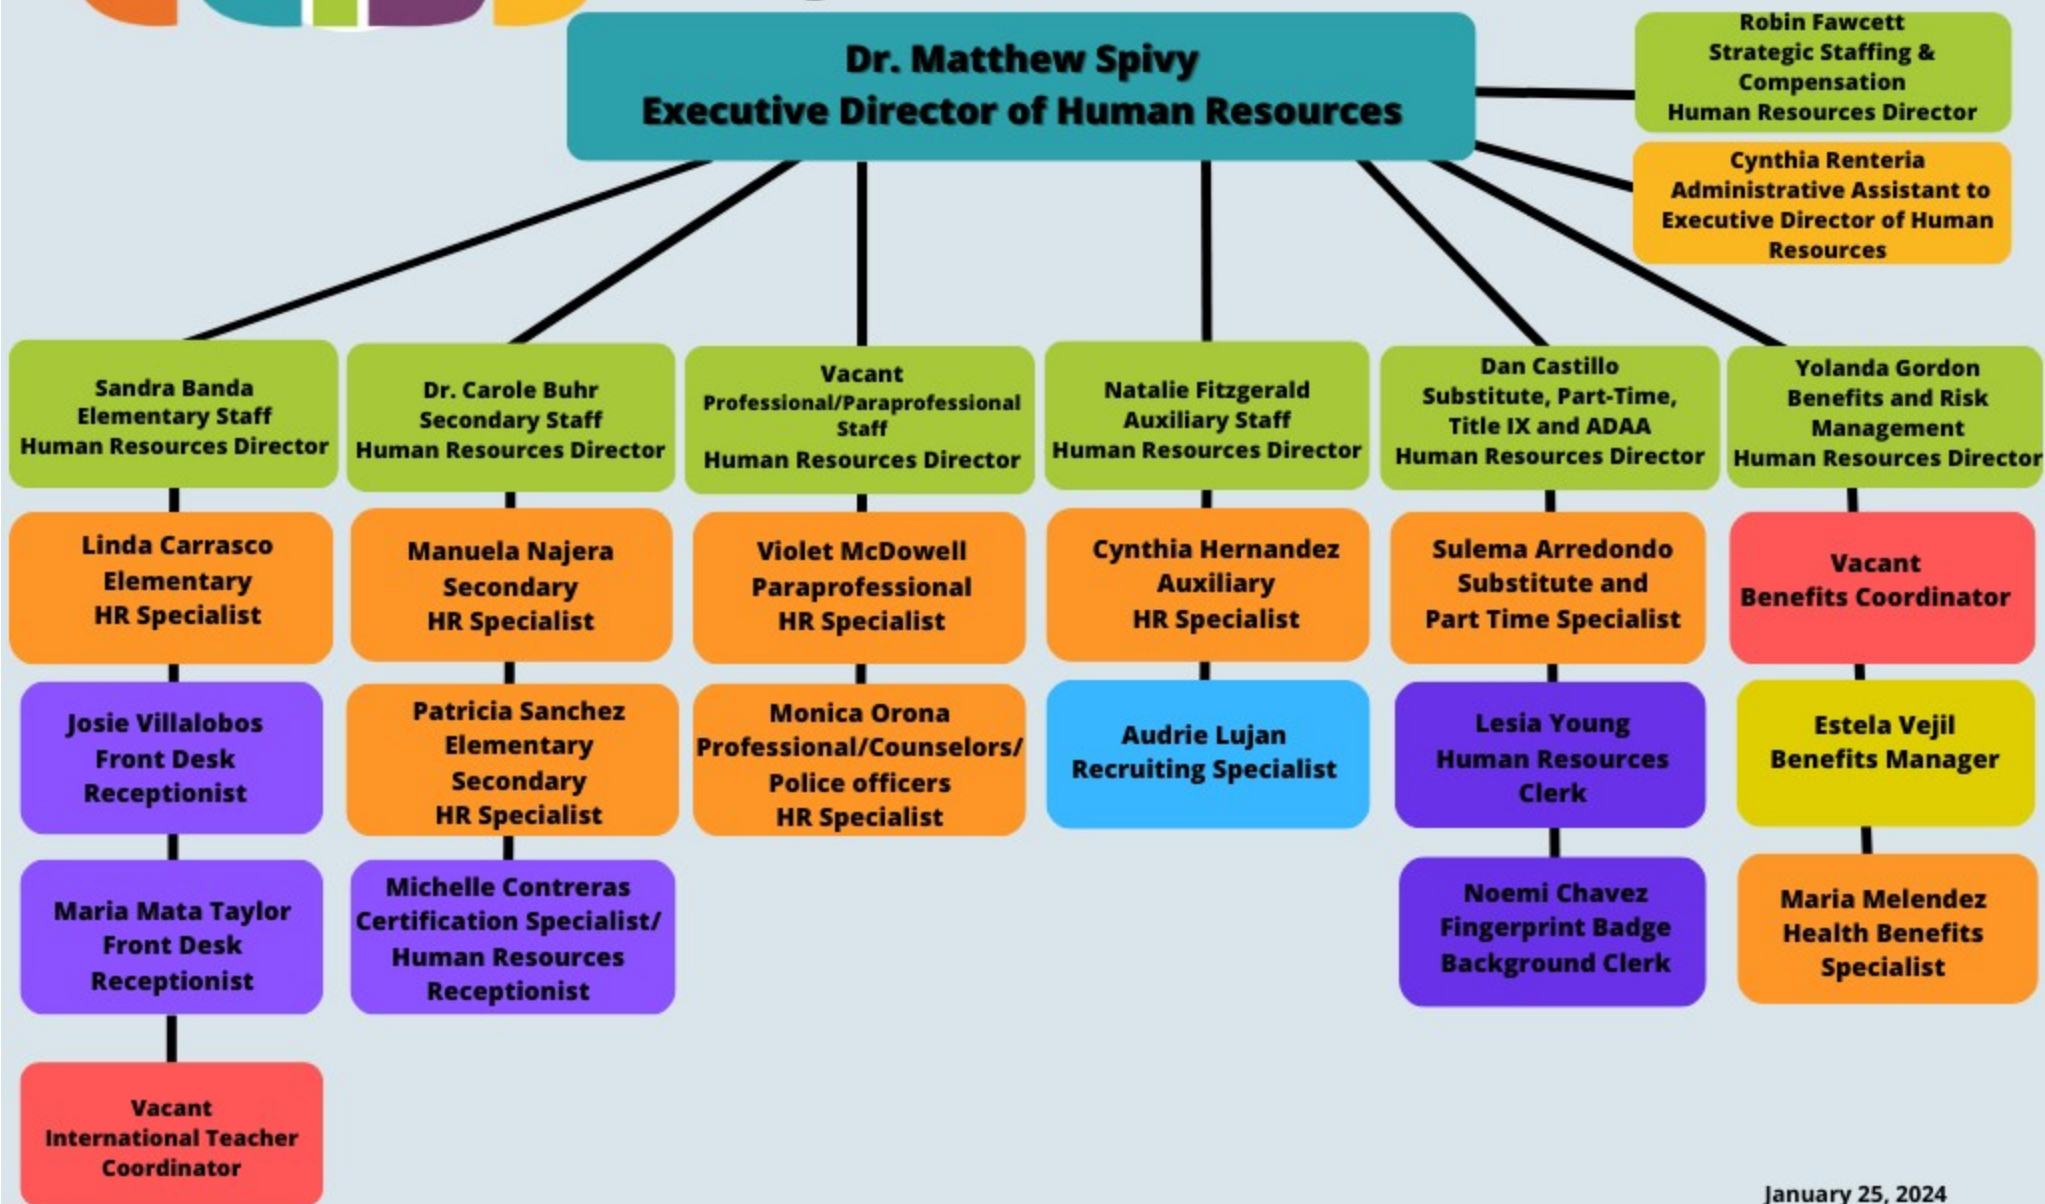 Dr. Matthew Spivy
Executive Director of Human Resources
Robin Fawcett
Strategic Staffing &
Compensation
Human Resources Director
Cynthia Renteria
Administrative Assistant to
Executive Director of Human
Resources
Sandra Banda
Elementary Staff
Human Resources Director
Dr. Carole Buhr
Secondary Staff
Human Resources Director
Vacant
Professional/Paraprofessional
Staff
Human Resources Director
Natalie Fitzgerald
Auxiliary Staff
Human Resources Director
Dan Castillo
Substitute, Part-Time,
Title IX and ADAA
Human Resources Director
Yolanda Gordon
Benefits and Risk
Management
Human Resources Director
Linda Carrasco
Elementary
HR Specialist
Manuela Najera
Secondary
HR Specialist
Violet McDowell
Paraprofessional
HR Specialist
Cynthia Hernandez
Auxiliary
HR Specialist
Sulema Arredondo
Substitute and
Part Time Specialist
Vacant
Benefits Coordinator
Josie Villalobos
Front Desk
Receptionist
Patricia Sanchez
Elementary
Secondary
HR Specialist
Monica Orona
Professional/Counselors/
Police officers
HR Specialist
Audrie Lujan
Recruiting Specialist
Lesia Young
Human Resources
Clerk
Estela Vejil
Benefits Manager
Maria Mata Taylor
Front Desk
Receptionist
Michelle Contreras
Certification Specialist/
Human Resources
Receptionist
Noemi Chavez
Fingerprint Badge
Background Clerk
Maria Melendez
Health Benefits
Specialist
Vacant
International Teacher
Coordinator
January 25, 2024